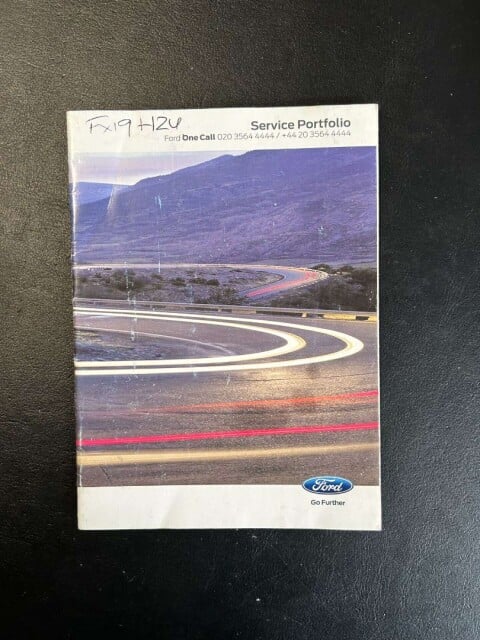 Fx19 HZU
Service Portfolio
Ford One Call 020 3564 4444 / +44 20 3564 4444
Ford
Go Further